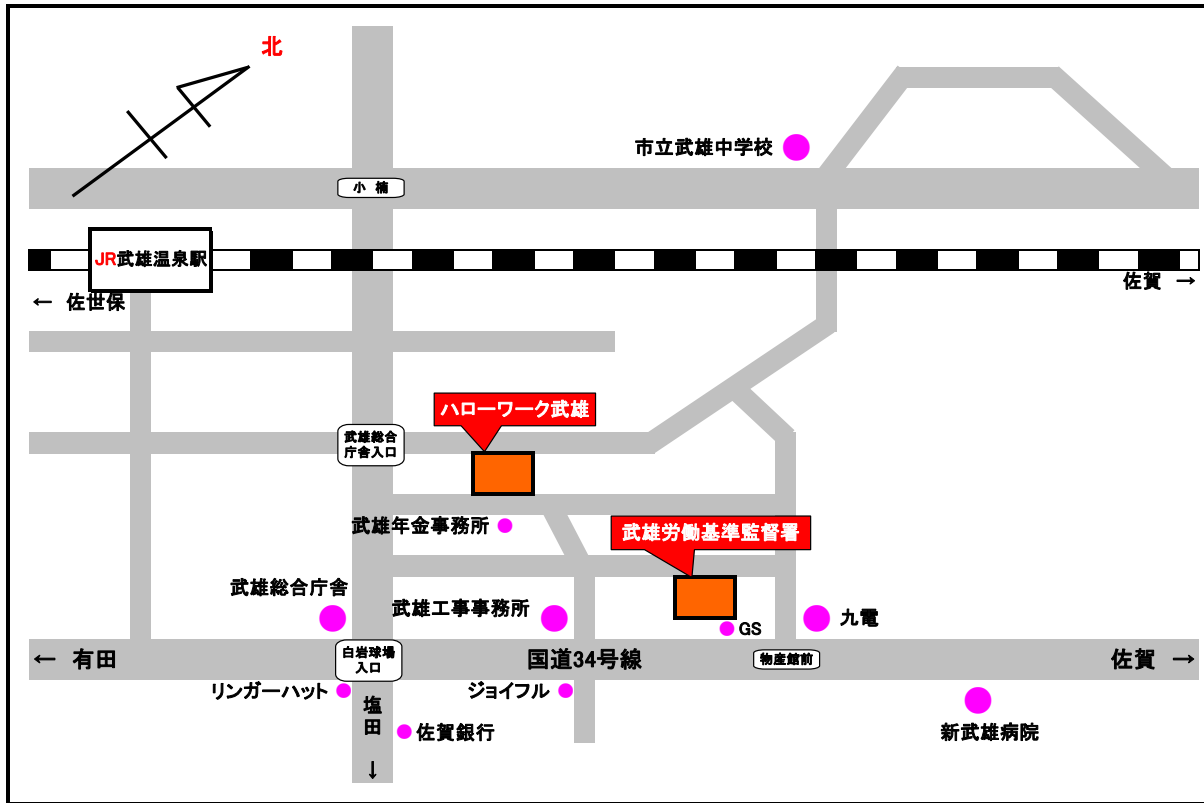 北
市立武雄中学校
小 楠
JR武雄温泉駅
← 佐世保
佐賀 →
ハローワーク武雄
武雄総合
庁舎入口
武雄年金事務所
武雄労働基準監督署
武雄総合庁舎
武雄工事事務所
九電
GS
← 有田
白岩球場
入口
国道34号線
物産館前
佐賀 →
リンガーハット
ジョイフル
塩田
↓
佐賀銀行
新武雄病院